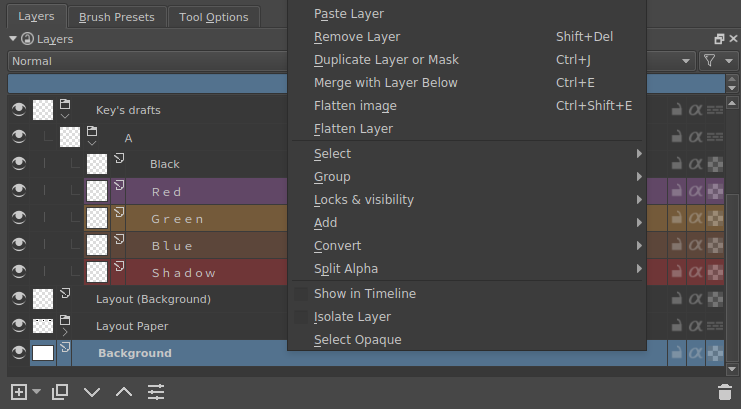 Layers Brush Presets Tool Options
Layers
Normal
Key's drafts
A
Black
Red
Green
Blue
Shadow
Layout (Background)
Layout Paper
Background
Paste Layer
Remove Layer Shift+Del
Duplicate Layer or Mask Ctrl+J
Merge with Layer Below Ctrl+E
Flatten image Ctrl+Shift+E
Flatten Layer
Select
Group
Locks & visibility
Add
Convert
Split Alpha
Show in Timeline
Isolate Layer
Select Opaque